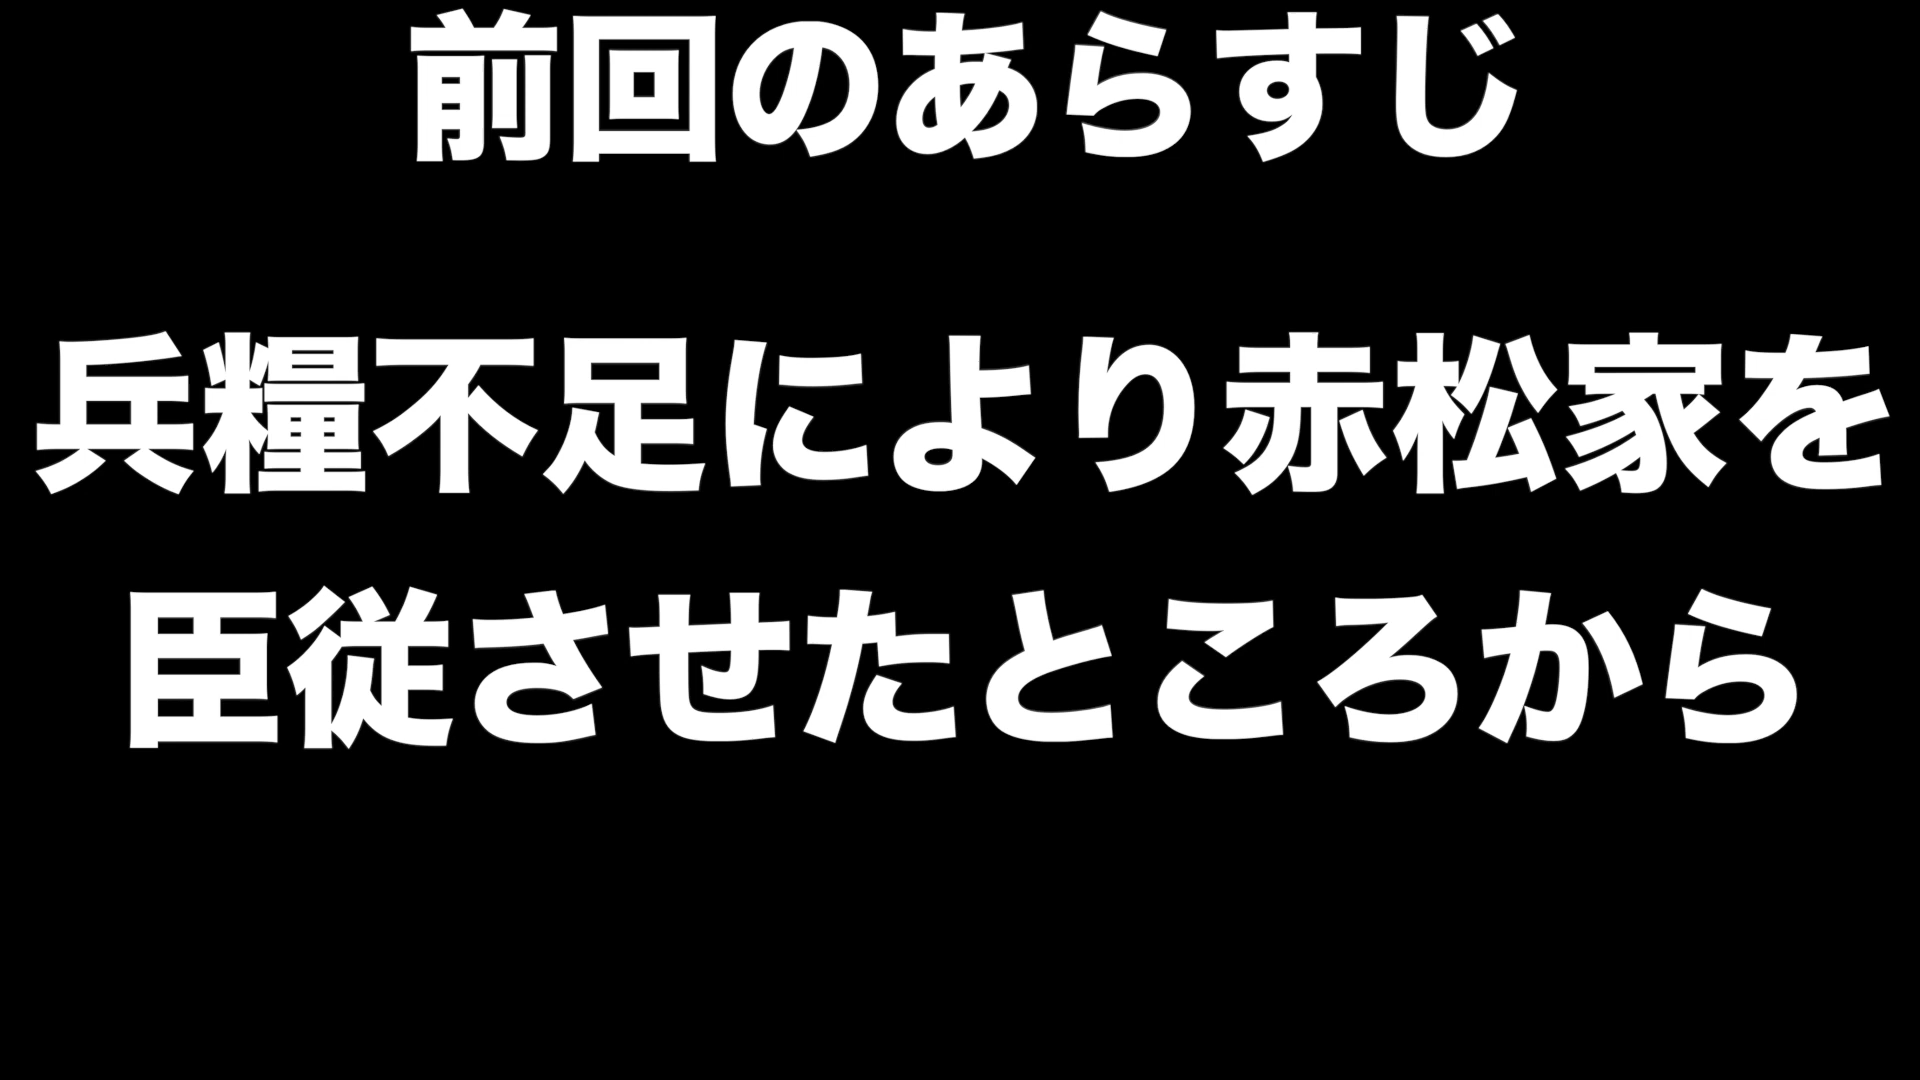 前回のあらすじ
兵糧不足により赤松家を
臣従させたところから